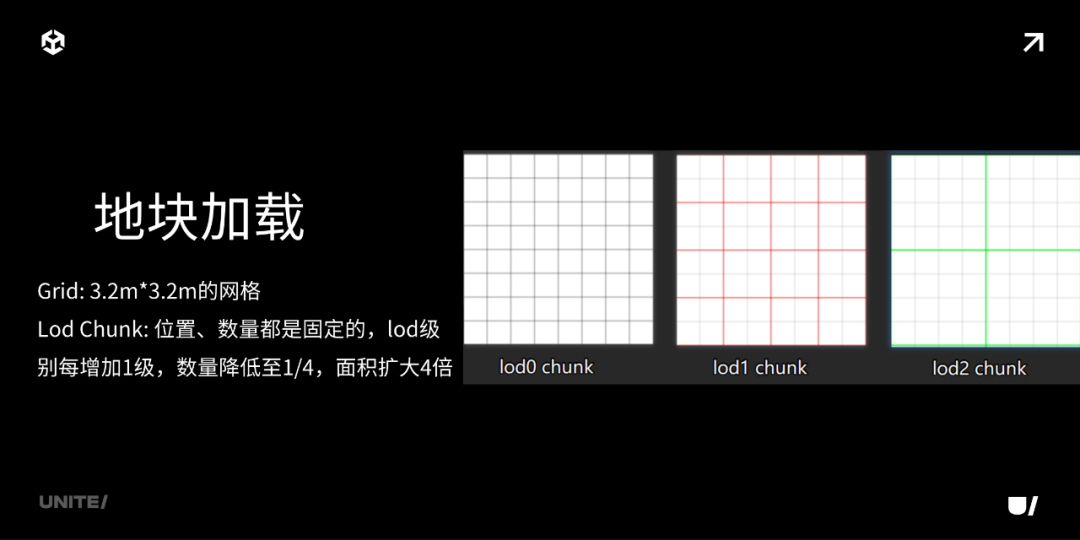 地块加载
Grid: 3.2m*3.2m的网格
Lod Chunk: 位置、数量都是固定的，lod级
别每增加1级，数量降低至1/4，面积扩大4倍
lod0 chunk
lod1 chunk
lod2 chunk
UNITE/
U/